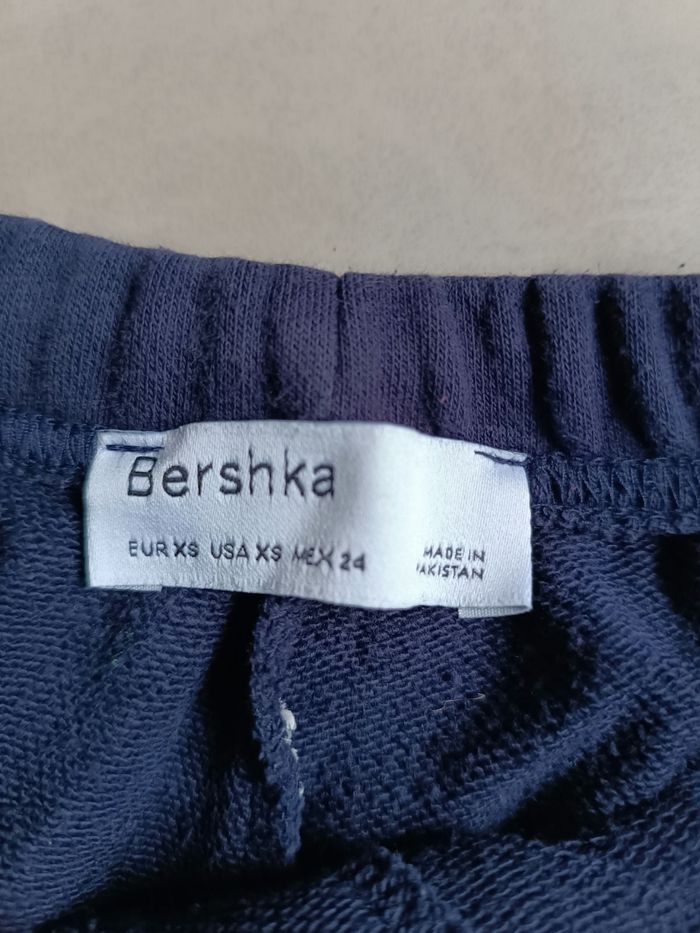 Bershka
EUR XS USA XS MEX 24
MADE IN
PAKISTAN